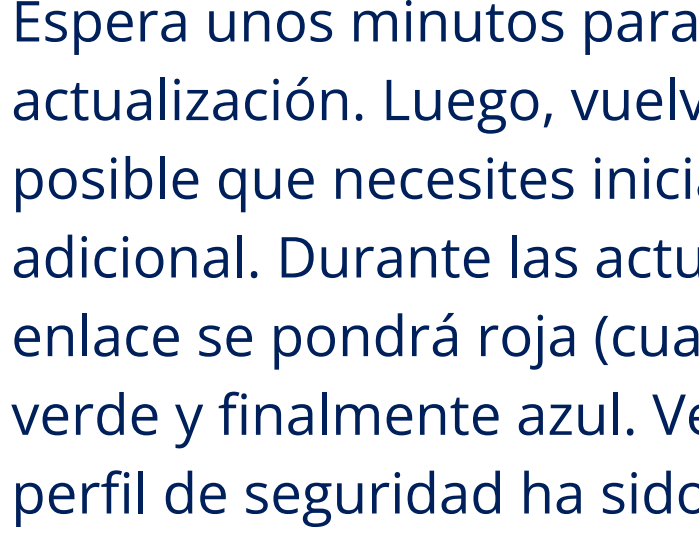 Espera unos minutos para
actualización. Luego, vuelv
posible que necesites inici
adicional. Durante las actu
enlace se pondrá roja (cua
verde y finalmente azul. Ve
perfil de seguridad ha sido